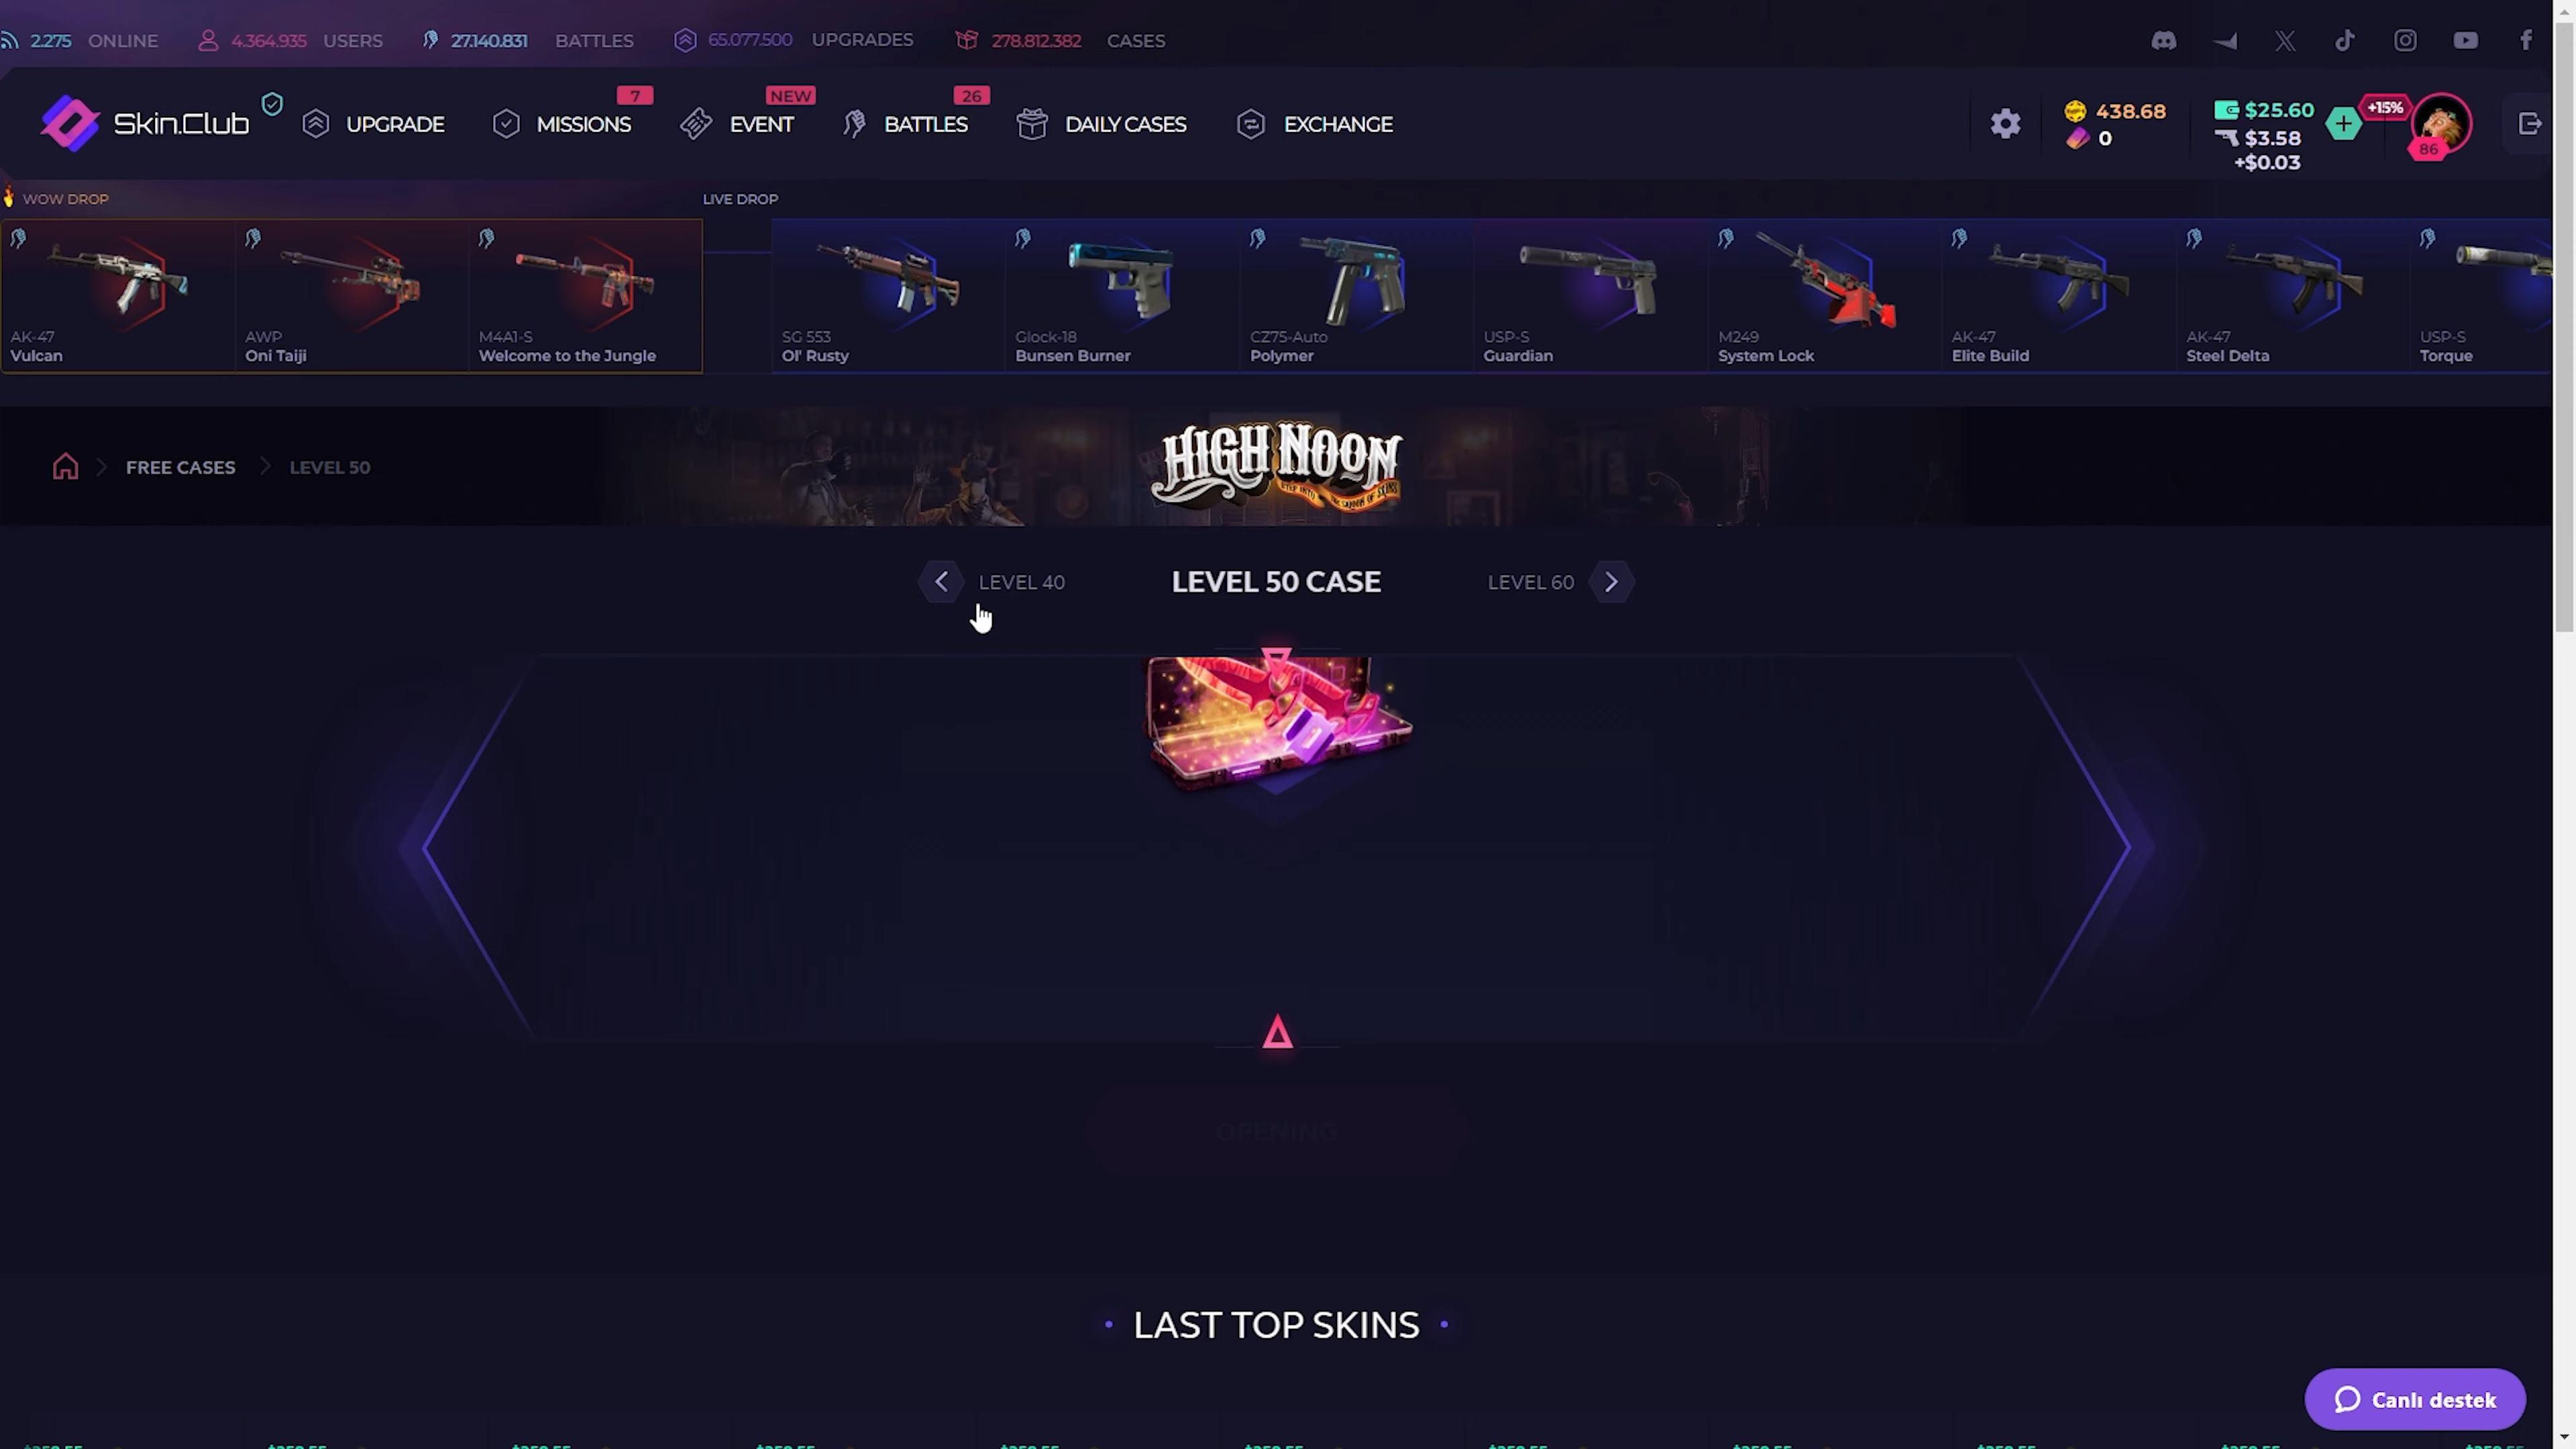 2.275 ONLINE 4.364.935 USERS 27.140.831 BATTLES 65.077.500 UPGRADES 278.812.382 CASES
Skin.Club UPGRADE 7 MISSIONS NEW EVENT 26 BATTLES DAILY CASES EXCHANGE
438.68
0
$25.60
$3.58
+$0.03
+15%
86
WOW DROP
LIVE DROP
AK-47
Vulcan
AWP
Oni Taiji
M4A1-S
Welcome to the Jungle
SG 553
Ol' Rusty
Glock-18
Bunsen Burner
CZ75-Auto
Polymer
USP-S
Guardian
M249
System Lock
AK-47
Elite Build
AK-47
Steel Delta
USP-S
Torque
FREE CASES LEVEL 50
HIGH NOON
LEVEL 40 LEVEL 50 CASE LEVEL 60
OPENING
LAST TOP SKINS
Canlı destek